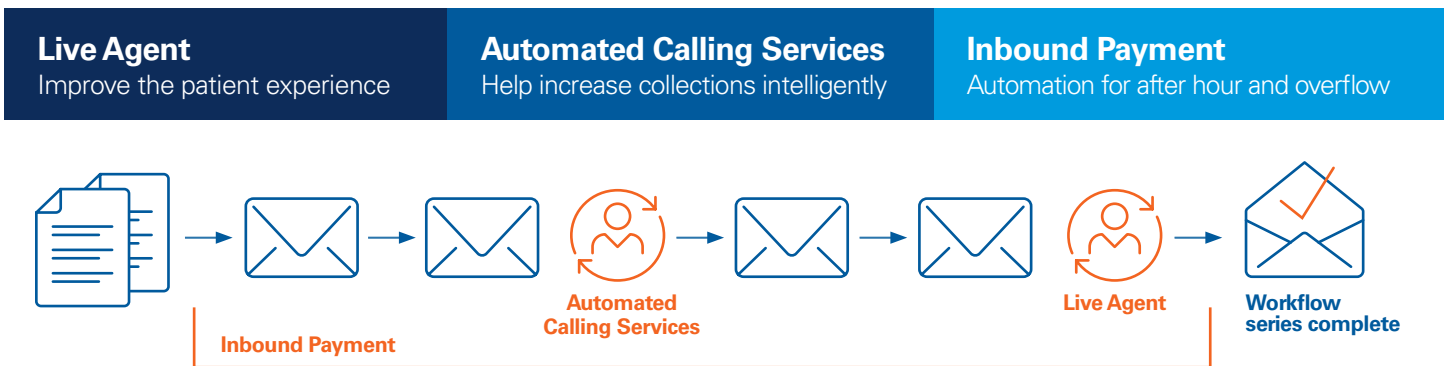 Live Agent
Improve the patient experience
Automated Calling Services
Help increase collections intelligently
Inbound Payment
Automation for after hour and overflow
Automated
Calling Services
Live Agent
Workflow
series complete
Inbound Payment